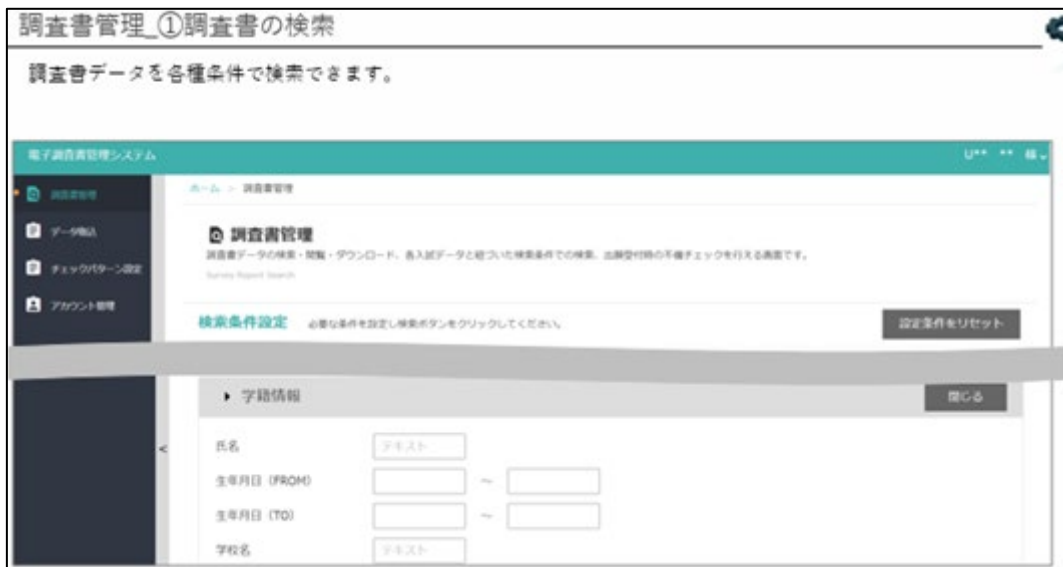 調査書管理_①調査書の検索
調査書データを各種条件で検索できます。
電子調査書管理システム
U** ** 様
調査書管理
ホーム > 調査書管理
データ取込
調査書管理
調査書データの検索・閲覧・ダウンロード、各入試データと紐づいた検索条件での検索、出願受付時の不備チェックを行える画面です。
Survey Report Search
チェックパターン設定
アカウント管理
検索条件設定 必要な条件を設定し検索ボタンをクリックしてください。
設定条件をリセット
学籍情報
閉じる
<
氏名 テキスト
生年月日 (FROM) ～
生年月日 (TO) ～
学校名 テキスト